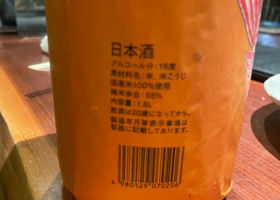 日本酒
アルコール分：16度
原材料名：米、米こうじ
国産米100%使用
精米歩合：55%
内容量：1.8L
飲酒は20歳になってから。
製造年月等表示事項は
容器に記載してあります。
4 980129 070206